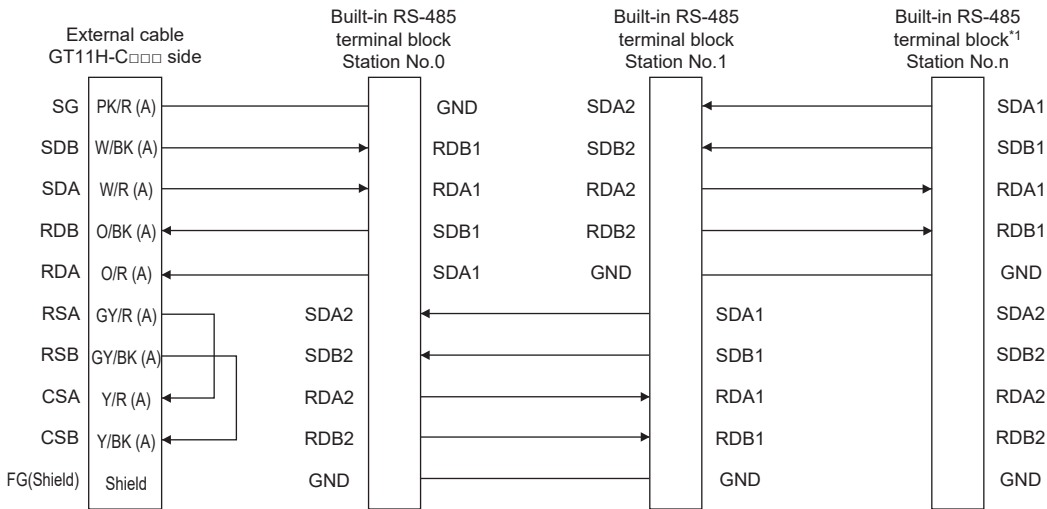 External cable
GT11H-C□□□ side
Built-in RS-485
terminal block
Station No.0
Built-in RS-485
terminal block
Station No.1
Built-in RS-485
terminal block*1
Station No.n
SG PK/R (A) GND SDA2 SDA1
SDB W/BK (A) RDB1 SDB2 SDB1
SDA W/R (A) RDA1 RDA2 RDA1
RDB O/BK (A) SDB1 RDB2 RDB1
RDA O/R (A) SDA1 GND GND
RSA GY/R (A) SDA2 SDA1 SDA2
RSB GY/BK (A) SDB2 SDB1 SDB2
CSA Y/R (A) RDA2 RDA1 RDA2
CSB Y/BK (A) RDB2 RDB1 RDB2
FG(Shield) Shield GND GND GND